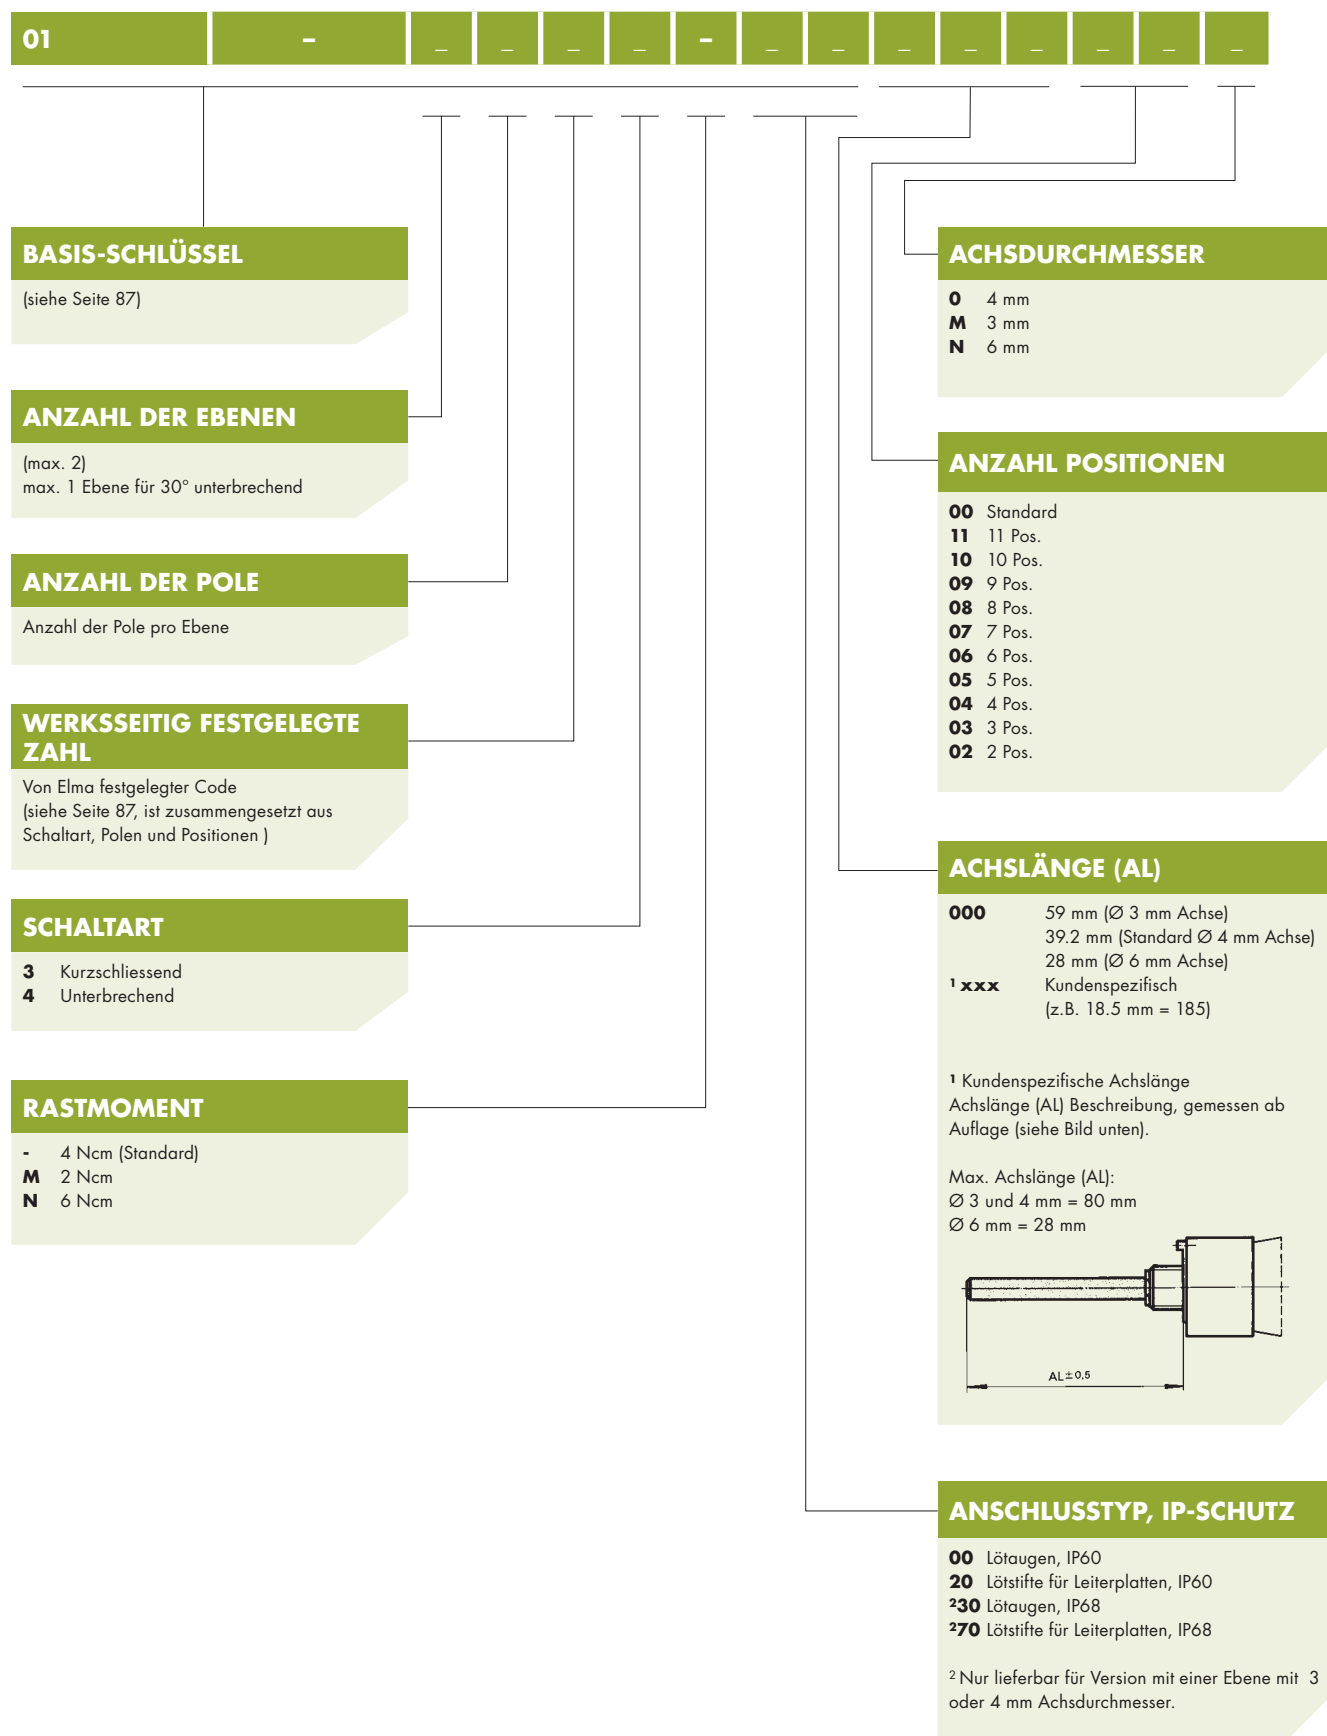 01 – _ _ _ _ – _ _ _ _ _ _ _ _
BASIS-SCHLÜSSEL
(siehe Seite 87)
ANZAHL DER EBENEN
(max. 2)
max. 1 Ebene für 30° unterbrechend
ANZAHL DER POLE
Anzahl der Pole pro Ebene
WERKSSEITIG FESTGELEGTE
ZAHL
Von Elma festgelegter Code
(siehe Seite 87, ist zusammengesetzt aus
Schaltart, Polen und Positionen )
SCHALTART
3 Kurzschliessend
4 Unterbrechend
RASTMOMENT
- 4 Ncm (Standard)
M 2 Ncm
N 6 Ncm
ACHSDURCHMESSER
0 4 mm
M 3 mm
N 6 mm
ANZAHL POSITIONEN
00 Standard
11 11 Pos.
10 10 Pos.
09 9 Pos.
08 8 Pos.
07 7 Pos.
06 6 Pos.
05 5 Pos.
04 4 Pos.
03 3 Pos.
02 2 Pos.
ACHSLÄNGE (AL)
000 59 mm (Ø 3 mm Achse)
39.2 mm (Standard Ø 4 mm Achse)
28 mm (Ø 6 mm Achse)
¹ xxx Kundenspezifisch
(z.B. 18.5 mm = 185)
¹ Kundenspezifische Achslänge
Achslänge (AL) Beschreibung, gemessen ab
Auflage (siehe Bild unten).
Max. Achslänge (AL):
Ø 3 und 4 mm = 80 mm
Ø 6 mm = 28 mm
AL±0,5
ANSCHLUSSTYP, IP-SCHUTZ
00 Lötaugen, IP60
20 Lötstifte für Leiterplatten, IP60
²30 Lötaugen, IP68
²70 Lötstifte für Leiterplatten, IP68
² Nur lieferbar für Version mit einer Ebene mit 3
oder 4 mm Achsdurchmesser.